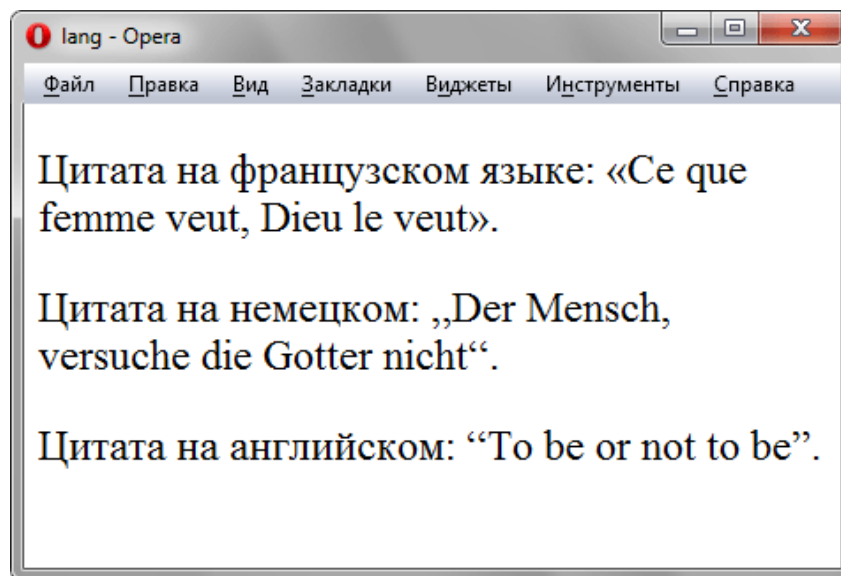 lang - Opera
Файл Правка Вид Закладки Виджеты Инструменты Справка
Цитата на французском языке: «Ce que
femme veut, Dieu le veut».
Цитата на немецком: ,,Der Mensch,
versuche die Gotter nicht“.
Цитата на английском: “To be or not to be”.